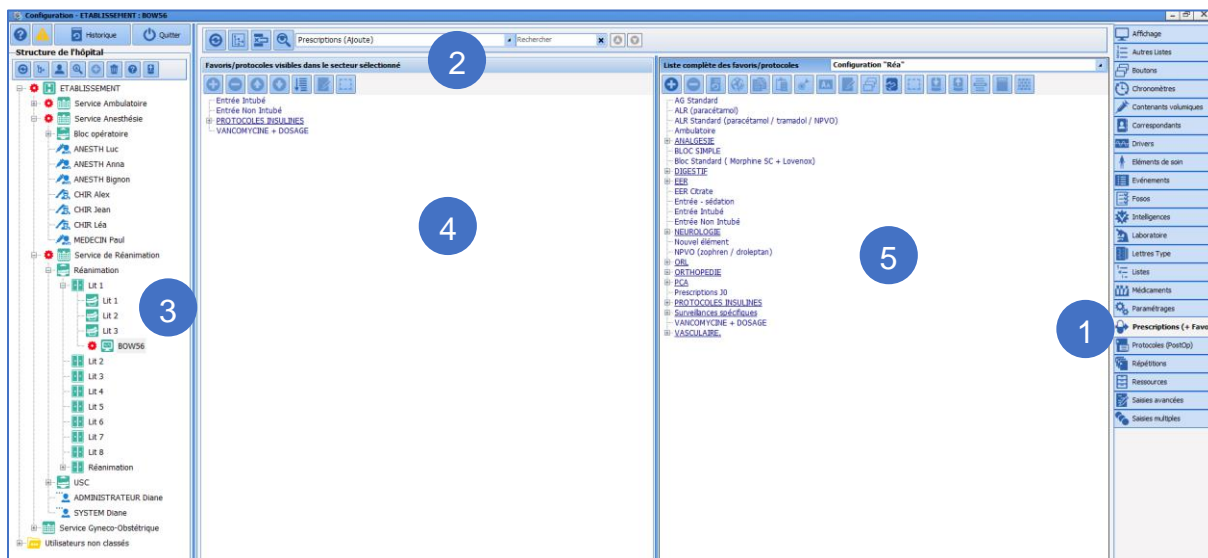 Configuration - ETABLISSEMENT : BOW56
Historique
Quitter
Structure de l'hôpital
ETABLISSEMENT
Service Ambulatoire
Service Anesthésie
Bloc opératoire
ANESTH Luc
ANESTH Anna
ANESTH Bignon
CHIR Alex
CHIR Jean
CHIR Léa
MEDECIN Paul
Service de Réanimation
Réanimation
Lit 1
Lit 1
Lit 2
Lit 3
BOW56
Lit 2
Lit 3
Lit 4
Lit 5
Lit 6
Lit 7
Lit 8
Réanimation
USC
ADMINISTRATEUR Diane
SYSTEM Diane
Service Gyneco-Obstétrique
Utilisateurs non classés
3
Prescriptions (Ajoute)
Rechercher
2
Favoris/protocoles visibles dans le secteur sélectionné
Entrée Intubé
Entrée Non Intubé
PROTOCOLES INSULINES
VANCOMYCINE + DOSAGE
4
Liste complète des favoris/protocoles
Configuration "Réa"
AG Standard
ALR (paracétamol)
ALR Standard (paracétamol / tramadol / NPVO)
Ambulatoire
ANALGESIE
BLOC SIMPLE
Bloc Standard ( Morphine SC + Lovenox)
DIGESTIF
EER
EER Citrate
Entrée - sédation
Entrée Intubé
Entrée Non Intubé
NEUROLOGIE
Nouvel élément
NPVO (zophren / droleptan)
ORL
ORTHOPEDIE
PCA
Prescriptions J0
PROTOCOLES INSULINES
Surveillances spécifiques
VANCOMYCINE + DOSAGE
VASCULAIRE.
5
Affichage
Autres Listes
Boutons
Chronomètres
Contenants volumiques
Correspondants
Drivers
Eléments de soin
Evénements
Fosos
Intelligences
Laboratoire
Lettres Type
Listes
Médicaments
Paramétrages
Prescriptions (+ Favo
Protocoles (PostOp)
Répétitions
Ressources
Saisies avancées
Saisies multiples
1